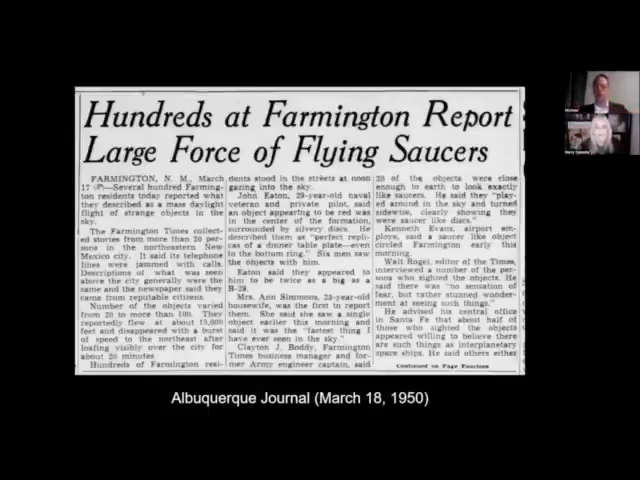 Hundreds at Farmington Report
Large Force of Flying Saucers
FARMINGTON, N. M., March
17 (AP)—Several hundred Farming-
ton residents today reported what
they described as a mass daylight
flight of strange objects in the
sky.
The Farmington Times collect-
ed stories from more than 20 per-
sons in the northeastern New
Mexico city. It said its telephone
lines were jammed with calls.
Descriptions of what was seen
above the city generally were the
same and the newspaper said they
came from reputable citizens.
Number of the objects varied
from 20 to more than 100. They
reportedly flew at about 15,000
feet and disappeared with a burst
of speed to the northeast after
loafing visibly over the city for
about 20 minutes
Hundreds of Farmington resi-
dents stood in the streets at noon
gazing into the sky.
John Eaton, 29-year-old naval
veteran and private pilot, said
an object appearing to be red was
in the center of the formation,
surrounded by silvery discs. He
described them as "perfect repli-
cas of a dinner table plate—even
to the bottom ring." Six men saw
the objects with him.
Eaton said they appeared to
him to be twice as big as a
B-29.
Mrs. Ann Simmons, 22-year-old
housewife, was the first to report
them. She said she saw a single
object earlier this morning and
said it was the "fastest thing I
have ever seen in the sky."
Clayton J. Boddy, Farmington
Times business manager and for-
mer Army engineer captain, said
20 of the objects were close
enough to earth to look exactly
like saucers. He said they "play-
ed around in the sky and turned
sidewise, clearly showing they
were saucer like discs."
Kenneth Evans, airport em-
ploye, said a saucer like object
circled Farmington early this
morning.
Walt Rogel, editor of the Times,
interviewed a number of the per-
sons who sighted the objects. He
said there was "no sensation of
fear, but rather stunned wonder-
ment at seeing such things."
He advised his central office
in Santa Fe that about half of
those who sighted the objects
appeared willing to believe there
are such things as interplanetary
space ships. He said others either
Continued on Page Fourteen
Albuquerque Journal (March 18, 1950)